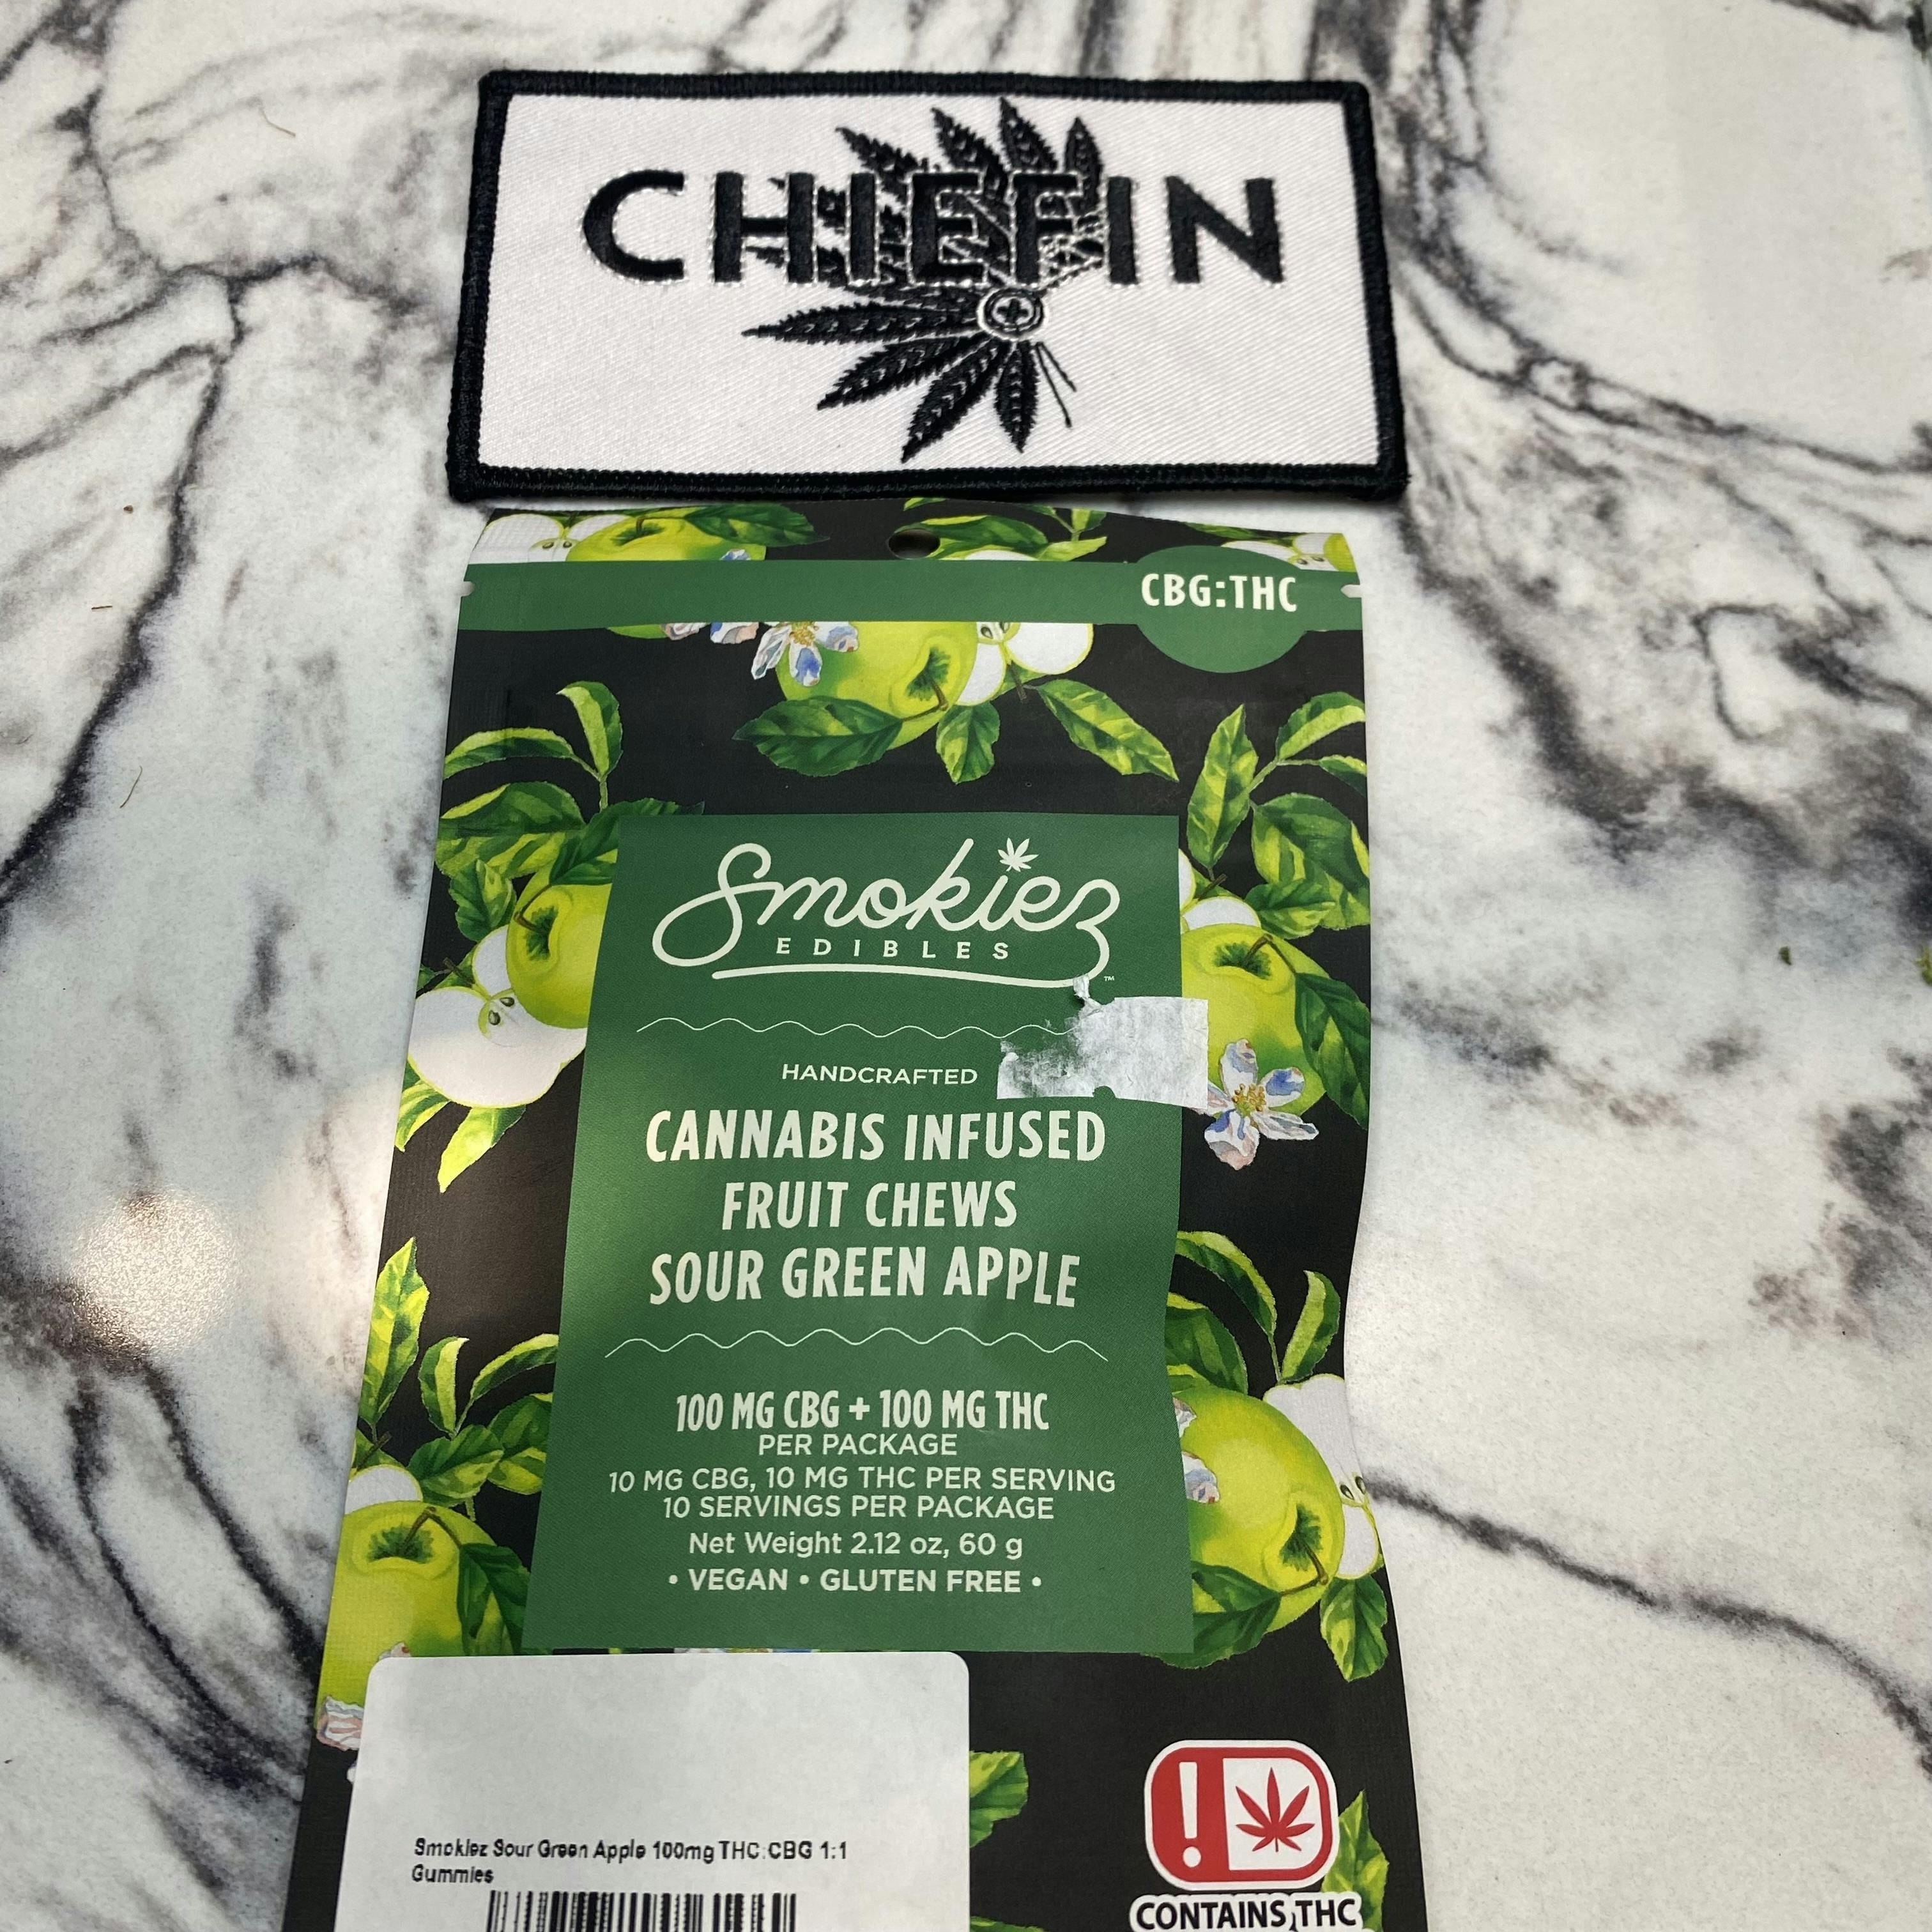 CHIEFIN
CBG:THC
Smokiez
EDIBLES
™
HANDCRAFTED
CANNABIS INFUSED
FRUIT CHEWS
SOUR GREEN APPLE
100 MG CBG + 100 MG THC
PER PACKAGE
10 MG CBG, 10 MG THC PER SERVING
10 SERVINGS PER PACKAGE
Net Weight 2.12 oz, 60 g
• VEGAN • GLUTEN FREE •
Smokiez Sour Green Apple 100mg THC:CBG 1:1
Gummies
!
CONTAINS THC